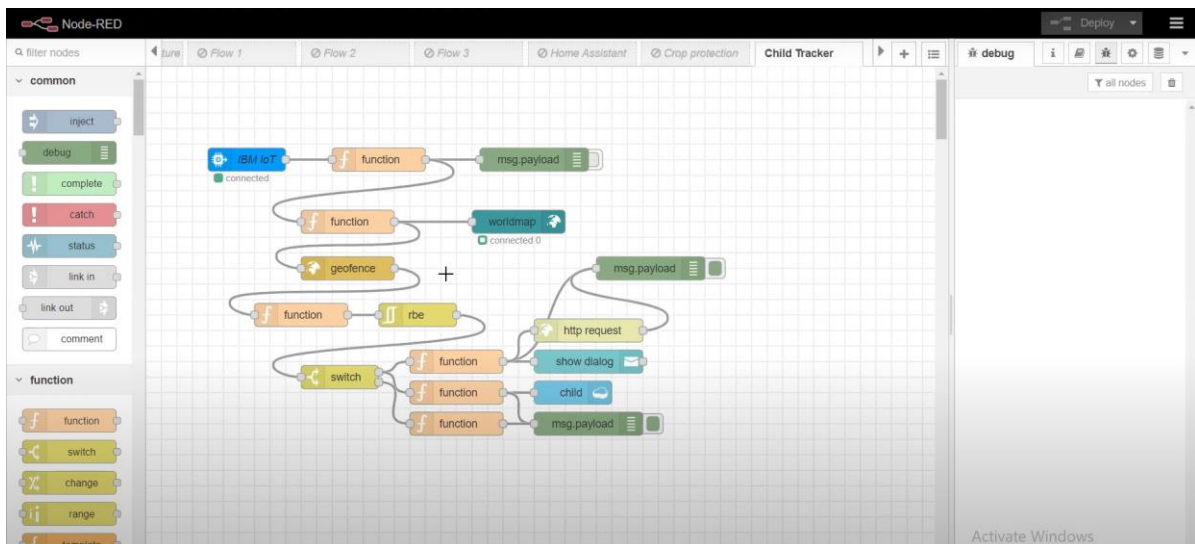 Node-RED
Deploy
filter nodes
ture
Flow 1
Flow 2
Flow 3
Home Assistant
Crop protection
Child Tracker
debug
i
all nodes
common
inject
debug
complete
catch
status
link in
link out
comment
function
function
switch
change
range
template
IBM IoT
connected
function
msg.payload
function
worldmap
connected 0
geofence
msg.payload
function
rbe
http request
function
show dialog
switch
function
child
function
msg.payload
Activate Windows